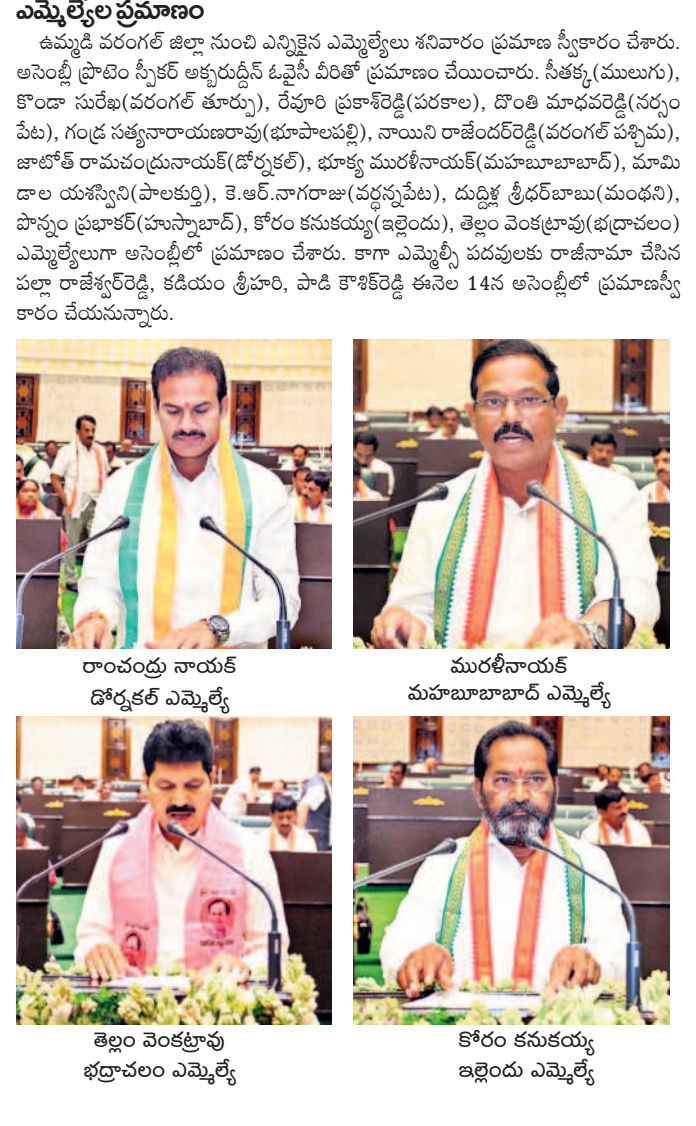 ఎమ్మెల్యేల ప్రమాణం
ఉమ్మడి వరంగల్ జిల్లా నుంచి ఎన్నికైన ఎమ్మెల్యేలు శనివారం ప్రమాణ స్వీకారం చేశారు.
అసెంబ్లీ ప్రొటెం స్పీకర్ అక్బరుద్దీన్ ఓవైసీ వీరితో ప్రమాణం చేయించారు. సీతక్క(ములుగు),
కొండా సురేఖ(వరంగల్ తూర్పు), రేవూరి ప్రకాశ్‌రెడ్డి(పరకాల), దొంతి మాధవరెడ్డి(నర్సం
పేట), గండ్ర సత్యనారాయణరావు(భూపాలపల్లి), నాయిని రాజేందర్‌రెడ్డి(వరంగల్ పశ్చిమ),
జాటోత్ రామచంద్రునాయక్(డోర్నకల్), భూక్య మురళీనాయక్(మహబూబాబాద్), మామి
డాల యశస్విని(పాలకుర్తి), కె.ఆర్.నాగరాజు(వర్ధన్నపేట), దుద్దిళ్ల శ్రీధర్‌బాబు(మంథని),
పొన్నం ప్రభాకర్(హుస్నాబాద్), కోరం కనుకయ్య(ఇల్లెందు), తెల్లం వెంకట్రావు(భద్రాచలం)
ఎమ్మెల్యేలుగా అసెంబ్లీలో ప్రమాణం చేశారు. కాగా ఎమ్మెల్సీ పదవులకు రాజీనామా చేసిన
పల్లా రాజేశ్వర్‌రెడ్డి, కడియం శ్రీహరి, పాడి కౌశిక్‌రెడ్డి ఈనెల 14న అసెంబ్లీలో ప్రమాణస్వీ
కారం చేయనున్నారు.
రాంచంద్రు నాయక్
డోర్నకల్ ఎమ్మెల్యే
మురళీనాయక్
మహబూబాబాద్ ఎమ్మెల్యే
తెల్లం వెంకట్రావు
భద్రాచలం ఎమ్మెల్యే
కోరం కనుకయ్య
ఇల్లెందు ఎమ్మెల్యే